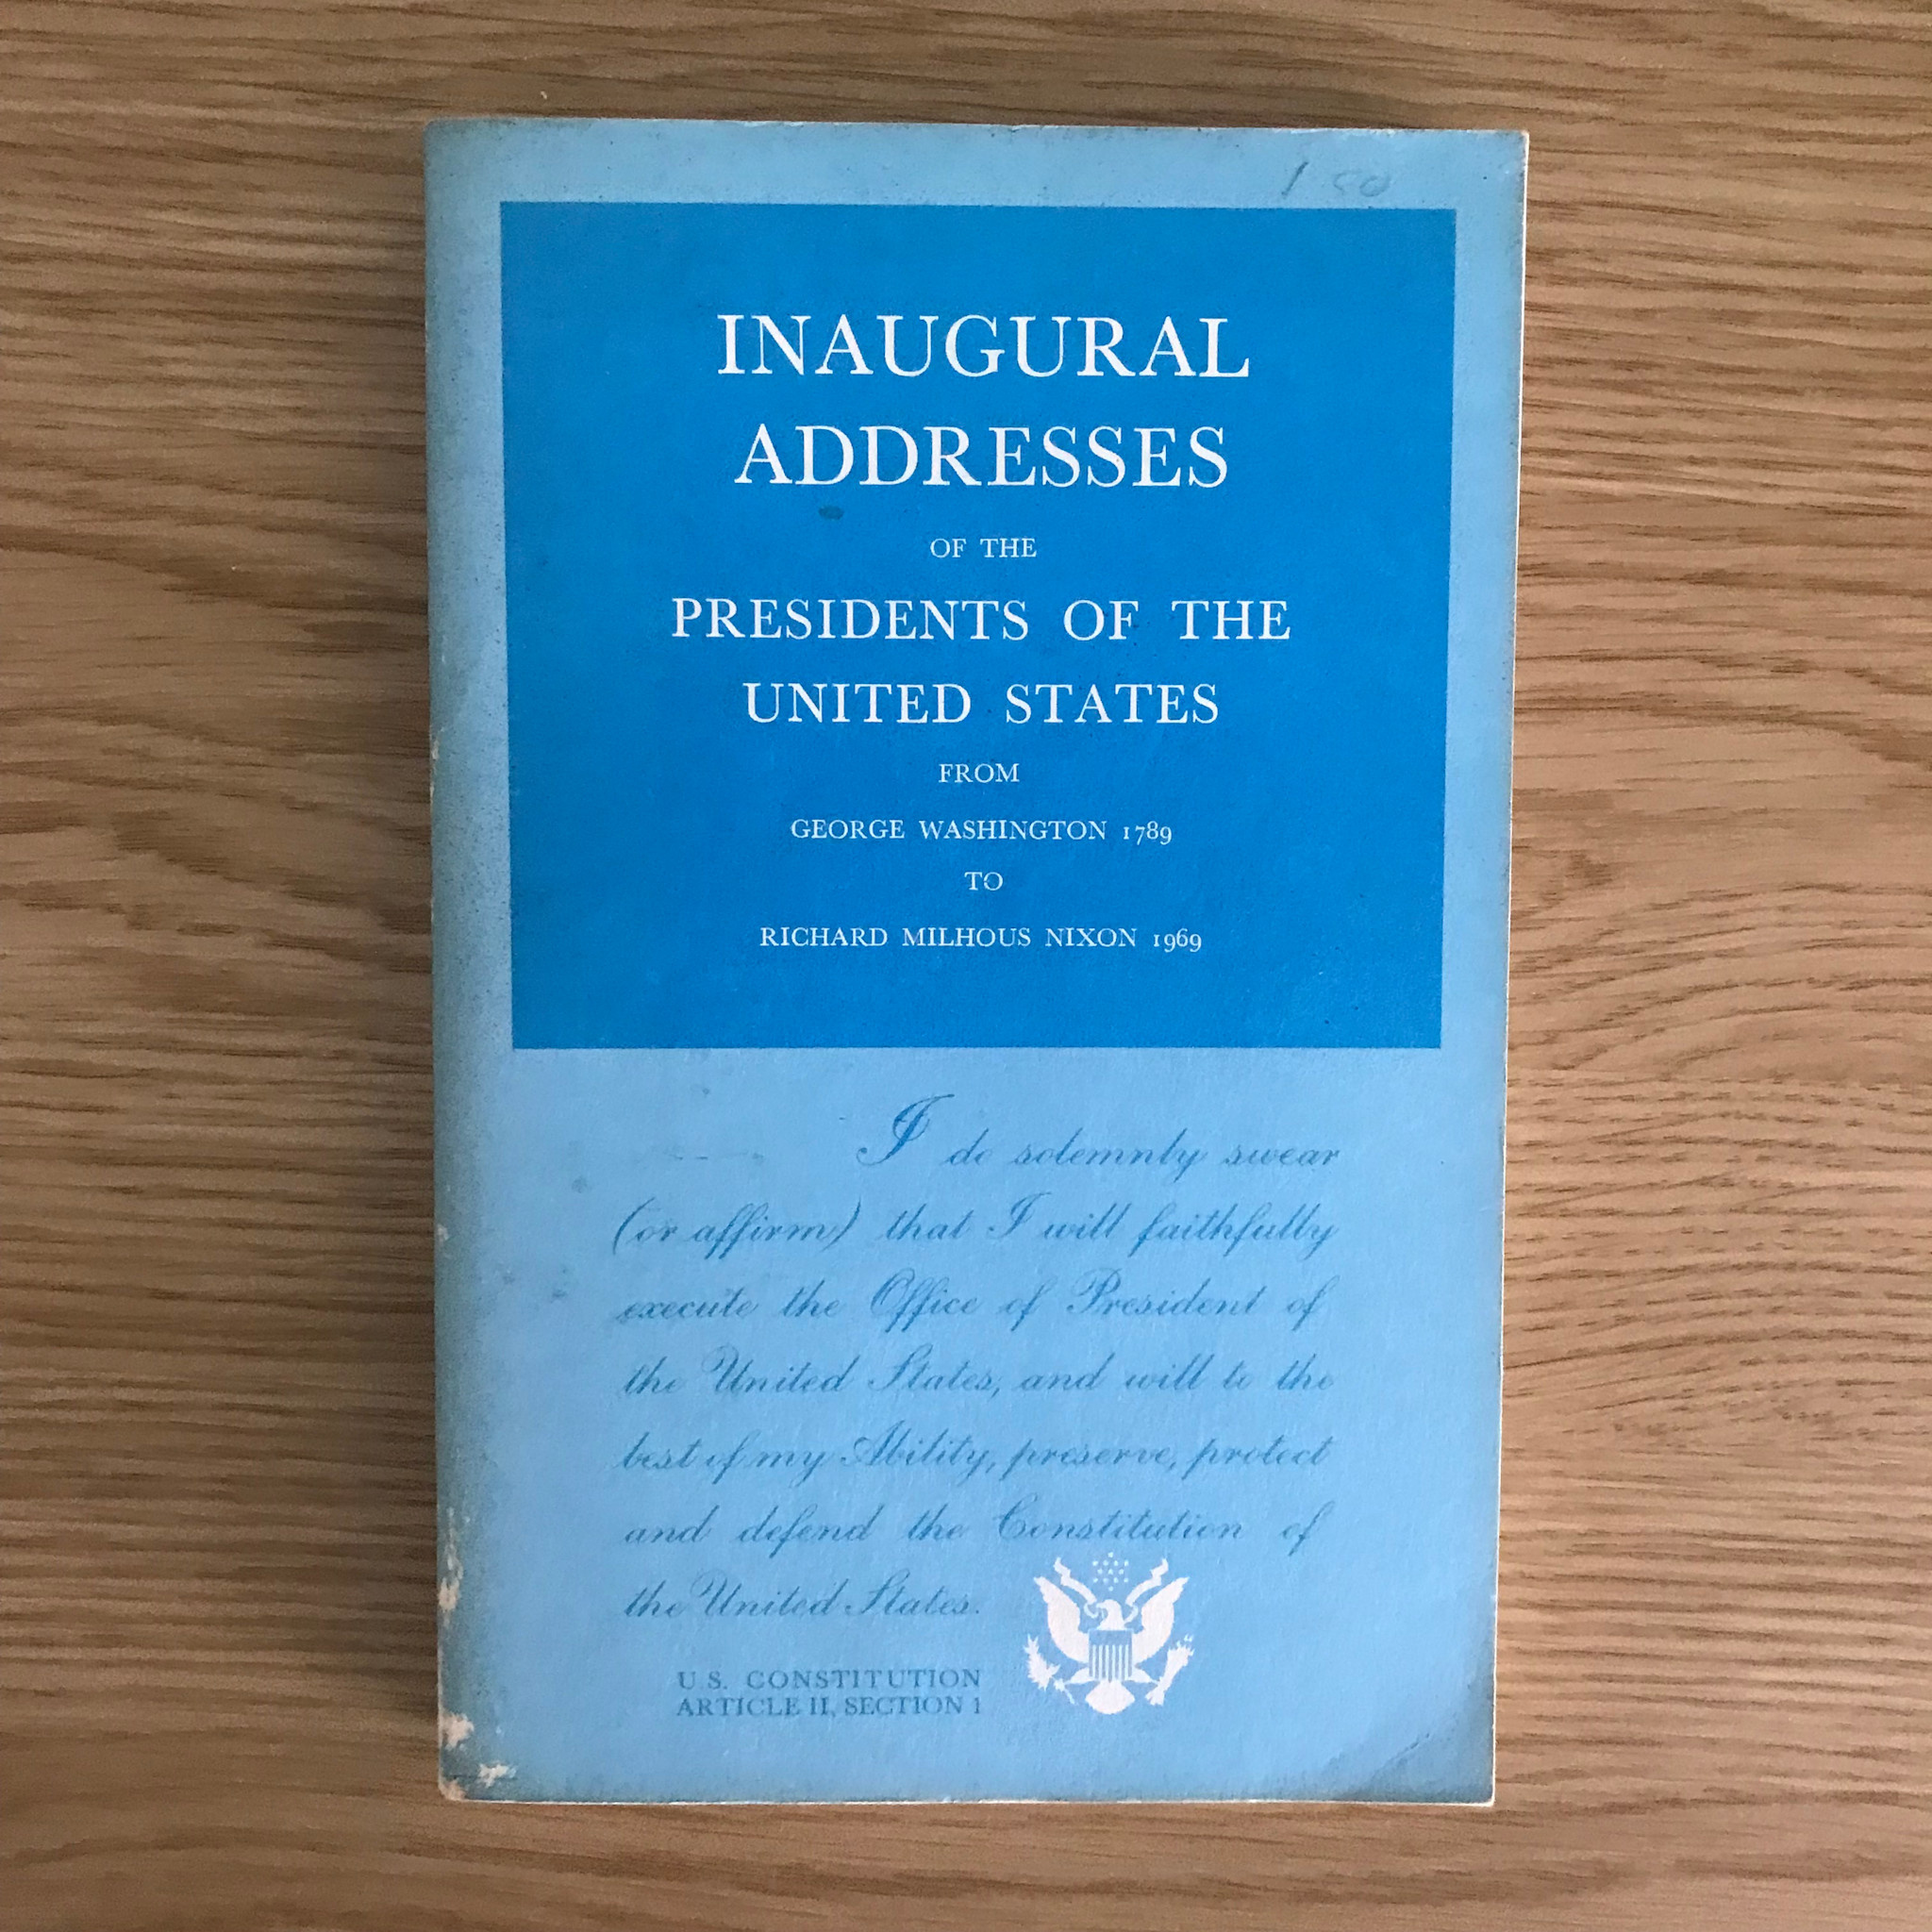 1 50
INAUGURAL
ADDRESSES
OF THE
PRESIDENTS OF THE
UNITED STATES
FROM
GEORGE WASHINGTON 1789
TO
RICHARD MILHOUS NIXON 1969
I do solemnly swear
(or affirm) that I will faithfully
execute the Office of President of
the United States, and will to the
best of my Ability, preserve, protect
and defend the Constitution of
the United States.
U.S. CONSTITUTION
ARTICLE II, SECTION 1